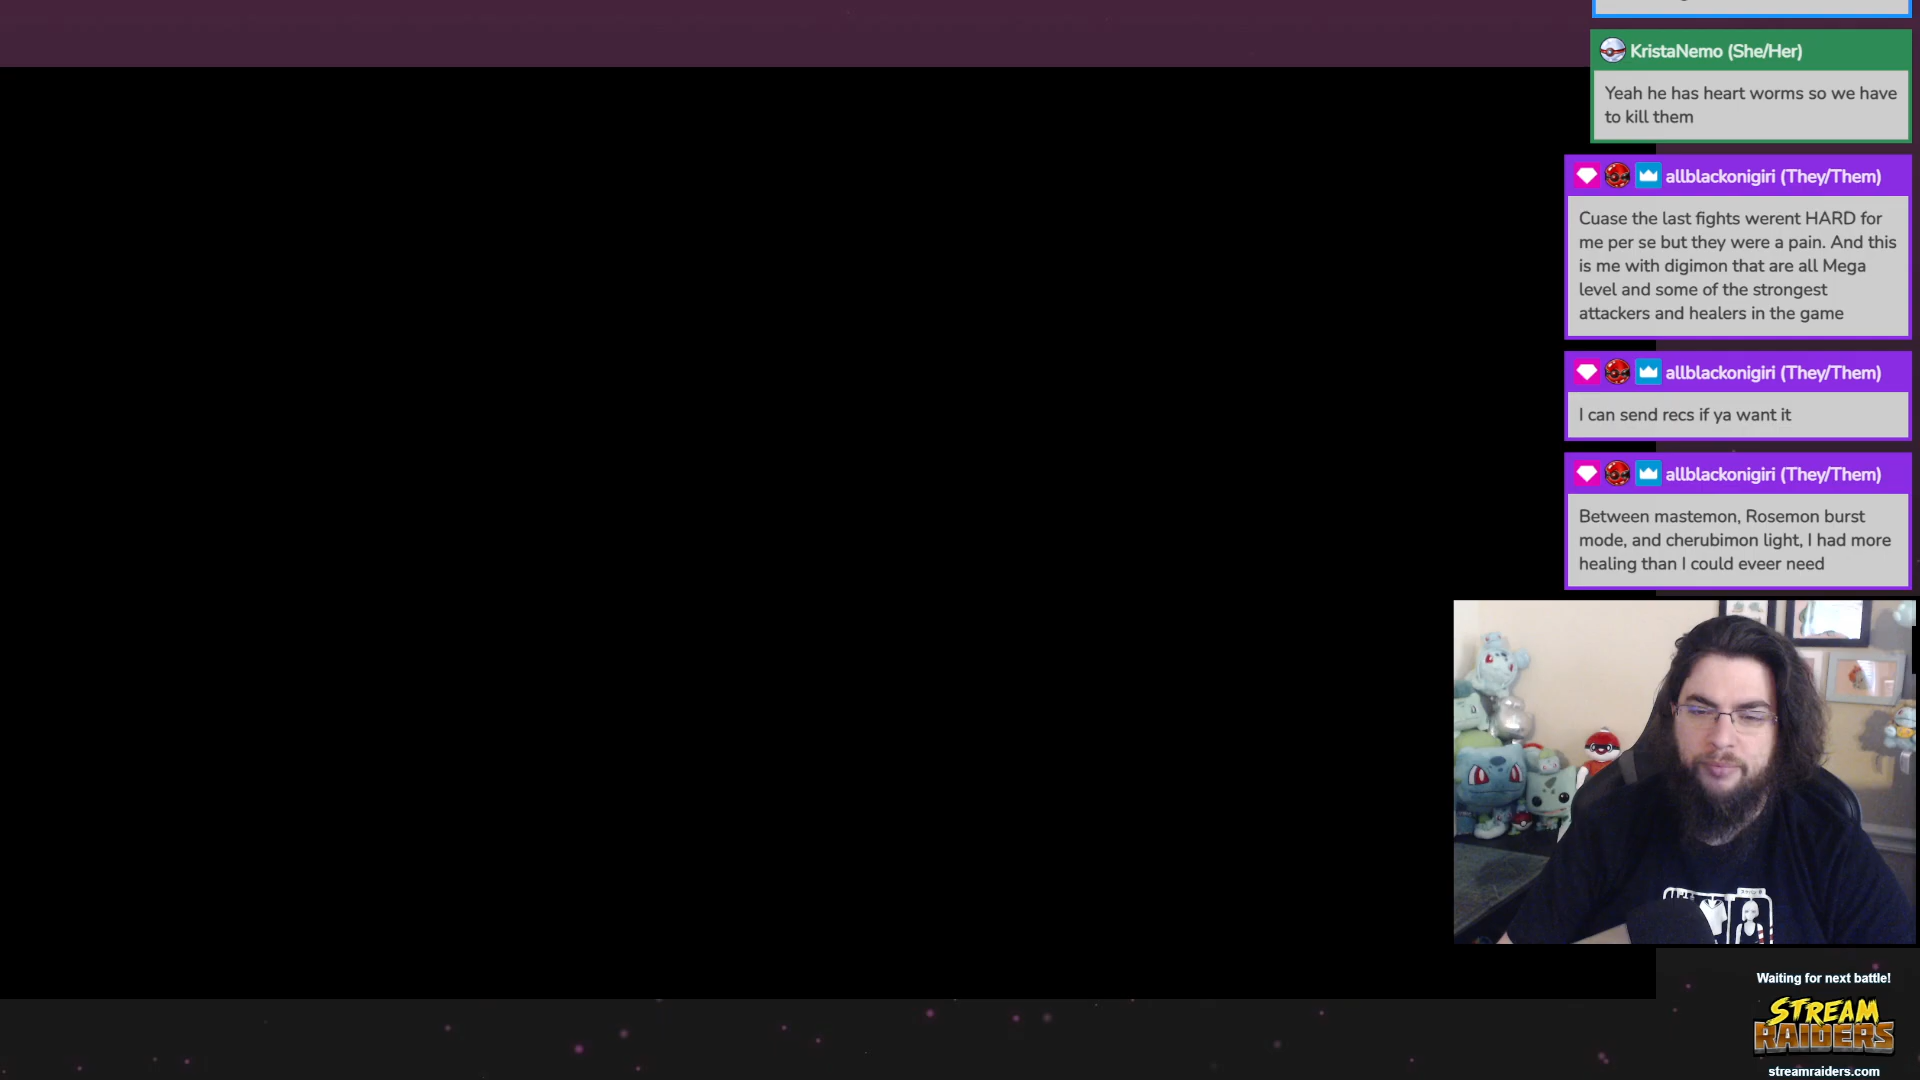 KristaNemo (She/Her)
Yeah he has heart worms so we have
to kill them
allblackonigiri (They/Them)
Cuase the last fights werent HARD for
me per se but they were a pain. And this
is me with digimon that are all Mega
level and some of the strongest
attackers and healers in the game
allblackonigiri (They/Them)
I can send recs if ya want it
allblackonigiri (They/Them)
Between mastemon, Rosemon burst
mode, and cherubimon light, I had more
healing than I could eveer need
Waiting for next battle!
STREAM
RAIDERS
streamraiders.com